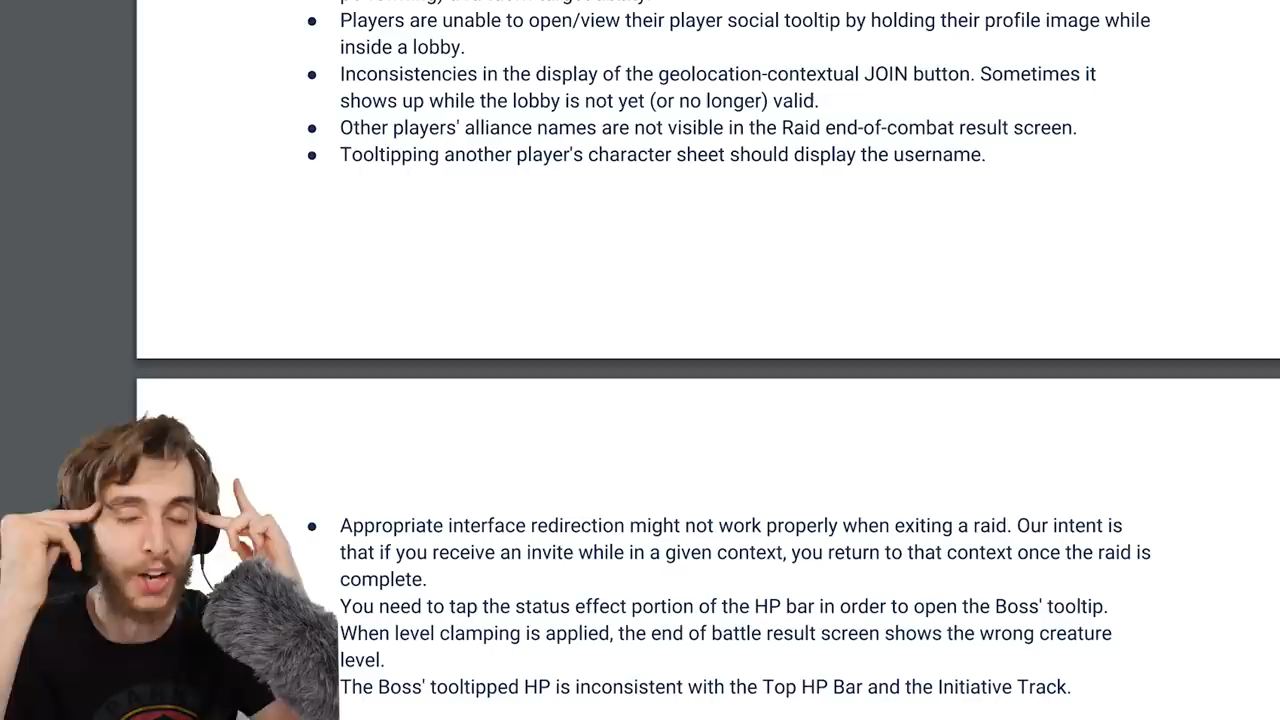 Players are unable to open/view their player social tooltip by holding their profile image while
inside a lobby.
Inconsistencies in the display of the geolocation-contextual JOIN button. Sometimes it
shows up while the lobby is not yet (or no longer) valid.
Other players' alliance names are not visible in the Raid end-of-combat result screen.
Tooltipping another player's character sheet should display the username.
Appropriate interface redirection might not work properly when exiting a raid. Our intent is
that if you receive an invite while in a given context, you return to that context once the raid is
complete.
You need to tap the status effect portion of the HP bar in order to open the Boss' tooltip.
When level clamping is applied, the end of battle result screen shows the wrong creature
level.
The Boss' tooltipped HP is inconsistent with the Top HP Bar and the Initiative Track.